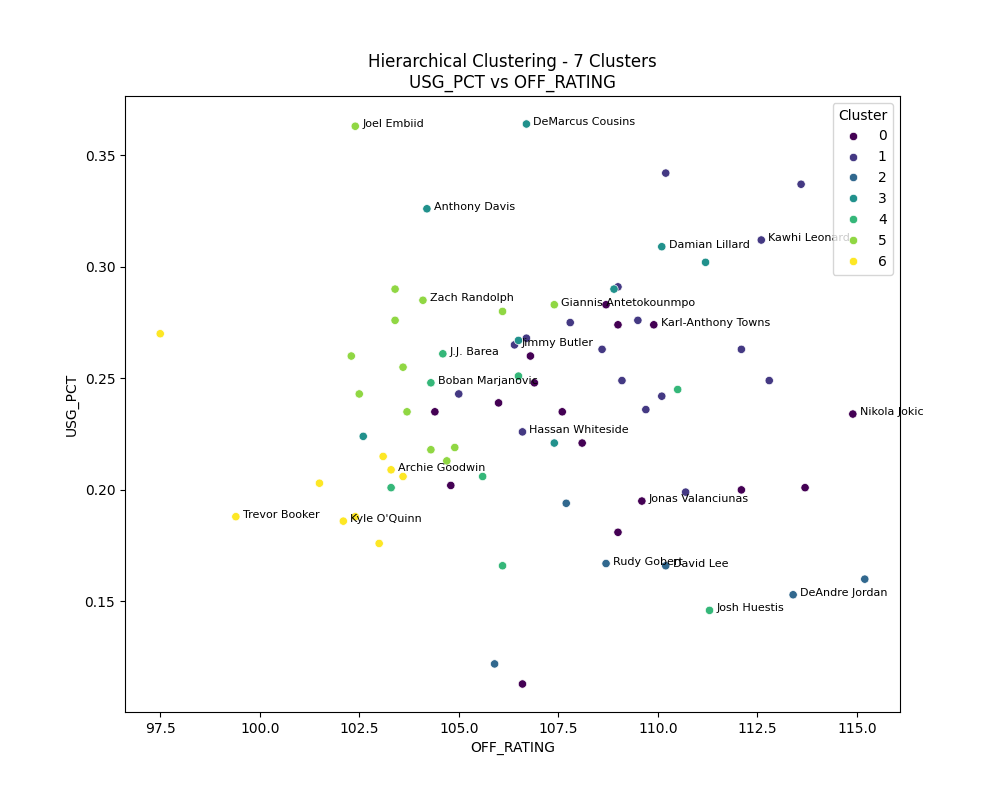 Hierarchical Clustering - 7 Clusters
USG_PCT vs OFF_RATING
Cluster
0
1
2
3
4
5
6
Joel Embiid
DeMarcus Cousins
Anthony Davis
Damian Lillard
Kawhi Leonard
Zach Randolph
Giannis Antetokounmpo
Karl-Anthony Towns
Jimmy Butler
J.J. Barea
Boban Marjanovic
Nikola Jokic
Hassan Whiteside
Archie Goodwin
Jonas Valanciunas
Trevor Booker
Kyle O'Quinn
Rudy Gobert
David Lee
DeAndre Jordan
Josh Huestis
0.35
0.30
0.25
0.20
0.15
USG_PCT
97.5
100.0
102.5
105.0
107.5
110.0
112.5
115.0
OFF_RATING